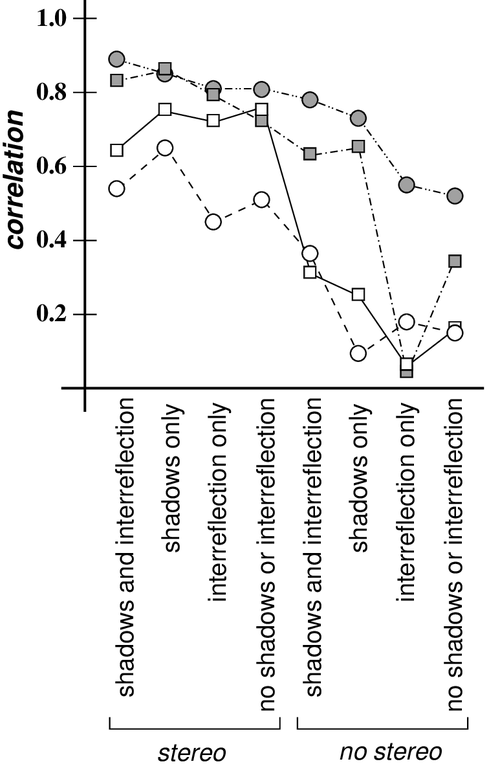 1.0
0.8
0.6
0.4
0.2
correlation
shadows and interreflection
shadows only
interreflection only
no shadows or interreflection
shadows and interreflection
shadows only
interreflection only
no shadows or interreflection
stereo
no stereo